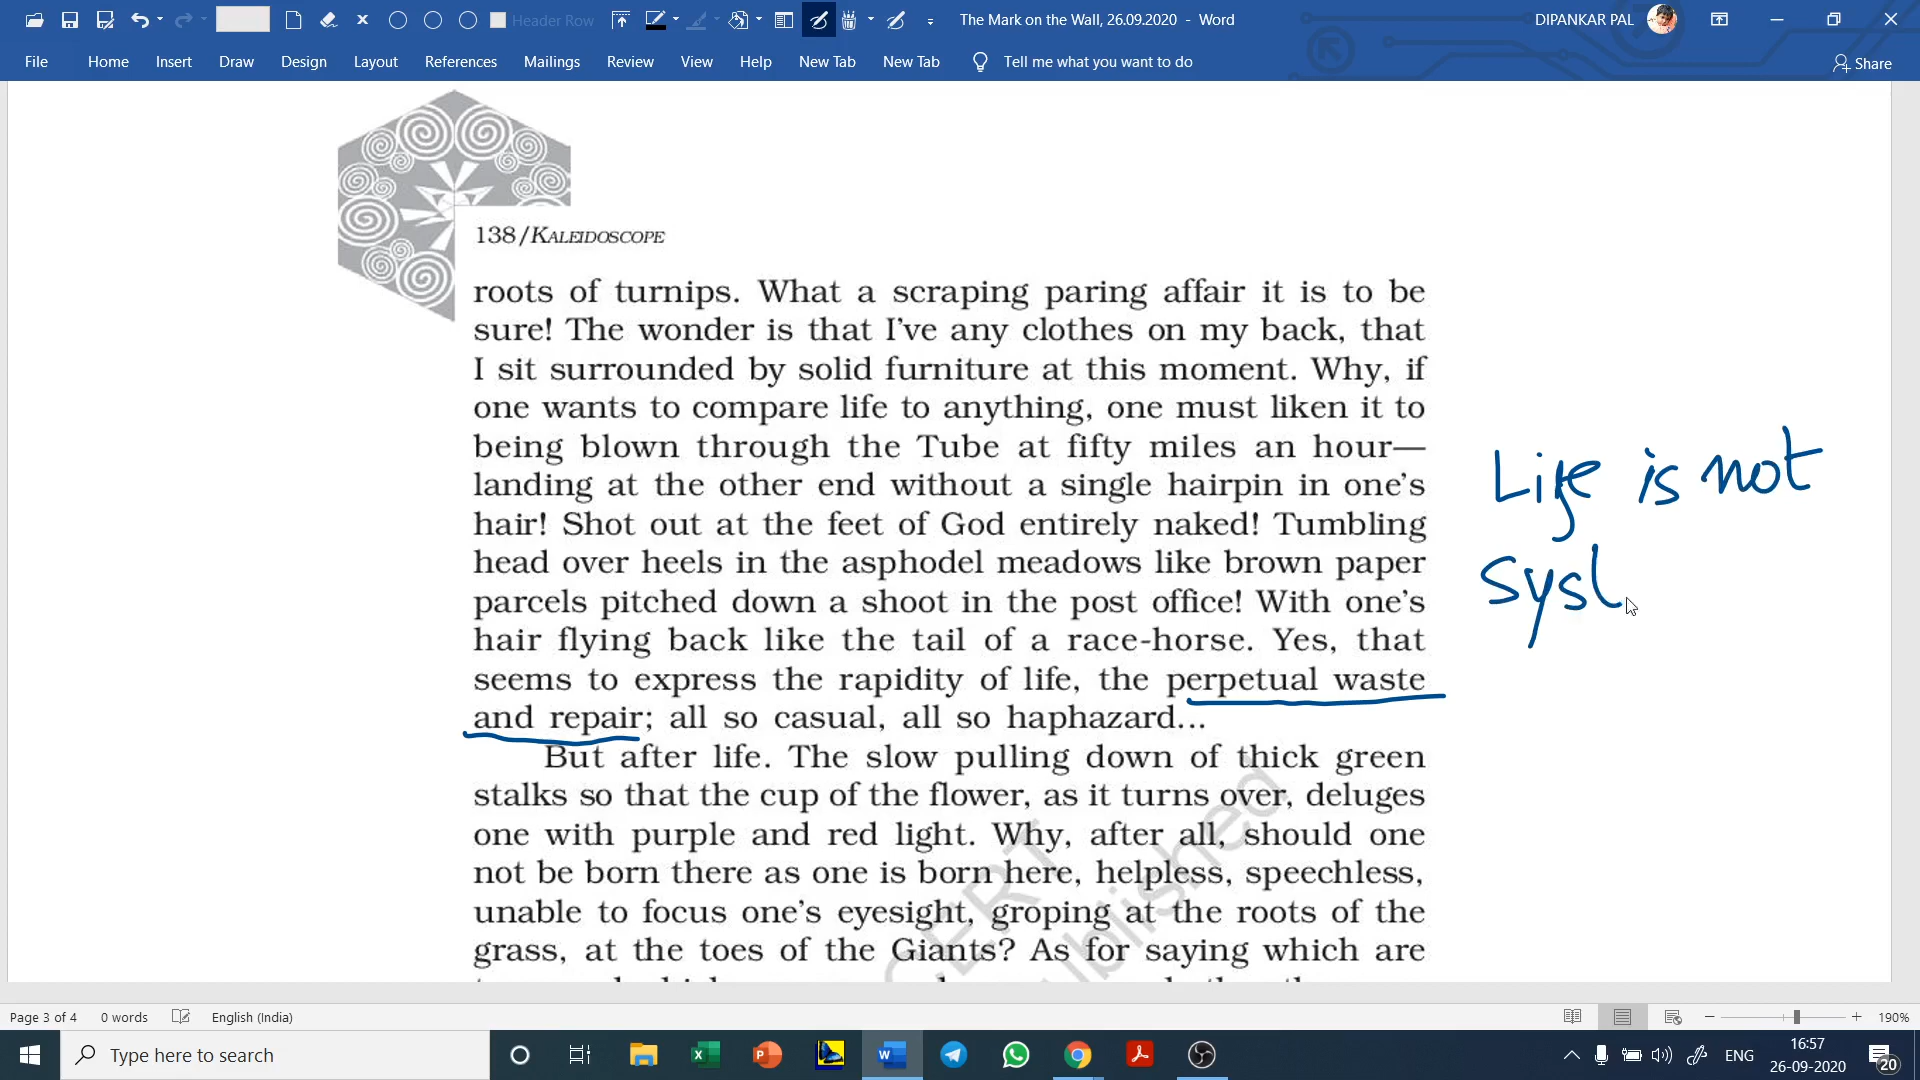 Header Row
The Mark on the Wall, 26.09.2020 - Word
DIPANKAR PAL
File Home Insert Draw Design Layout References Mailings Review View Help New Tab New Tab Tell me what you want to do
Share
138/KALEIDOSCOPE
roots of turnips. What a scraping paring affair it is to be
sure! The wonder is that I've any clothes on my back, that
I sit surrounded by solid furniture at this moment. Why, if
one wants to compare life to anything, one must liken it to
being blown through the Tube at fifty miles an hour—
landing at the other end without a single hairpin in one's
hair! Shot out at the feet of God entirely naked! Tumbling
head over heels in the asphodel meadows like brown paper
parcels pitched down a shoot in the post office! With one's
hair flying back like the tail of a race-horse. Yes, that
seems to express the rapidity of life, the perpetual waste
and repair; all so casual, all so haphazard...
But after life. The slow pulling down of thick green
stalks so that the cup of the flower, as it turns over, deluges
one with purple and red light. Why, after all, should one
not be born there as one is born here, helpless, speechless,
unable to focus one's eyesight, groping at the roots of the
grass, at the toes of the Giants? As for saying which are
Life is not
Sysl
Page 3 of 4 0 words English (India)
190%
Type here to search
ENG
16:57
26-09-2020
20